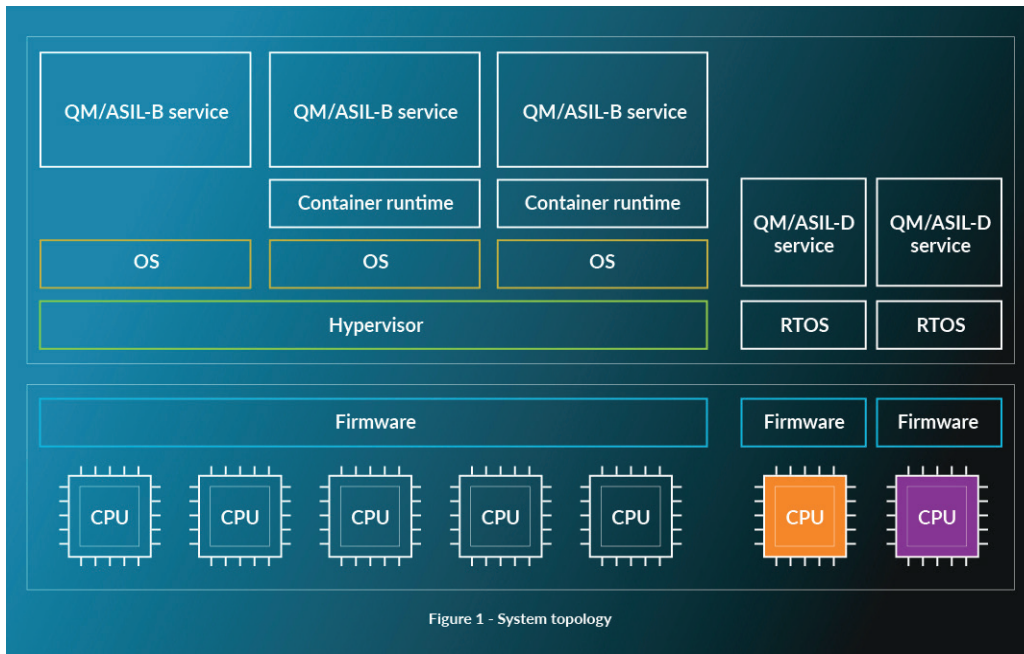 QM/ASIL-B service
QM/ASIL-B service
QM/ASIL-B service
Container runtime
Container runtime
QM/ASIL-D
service
QM/ASIL-D
service
OS
OS
OS
Hypervisor
RTOS
RTOS
Firmware
Firmware
Firmware
CPU
CPU
CPU
CPU
CPU
CPU
CPU
Figure 1 - System topology